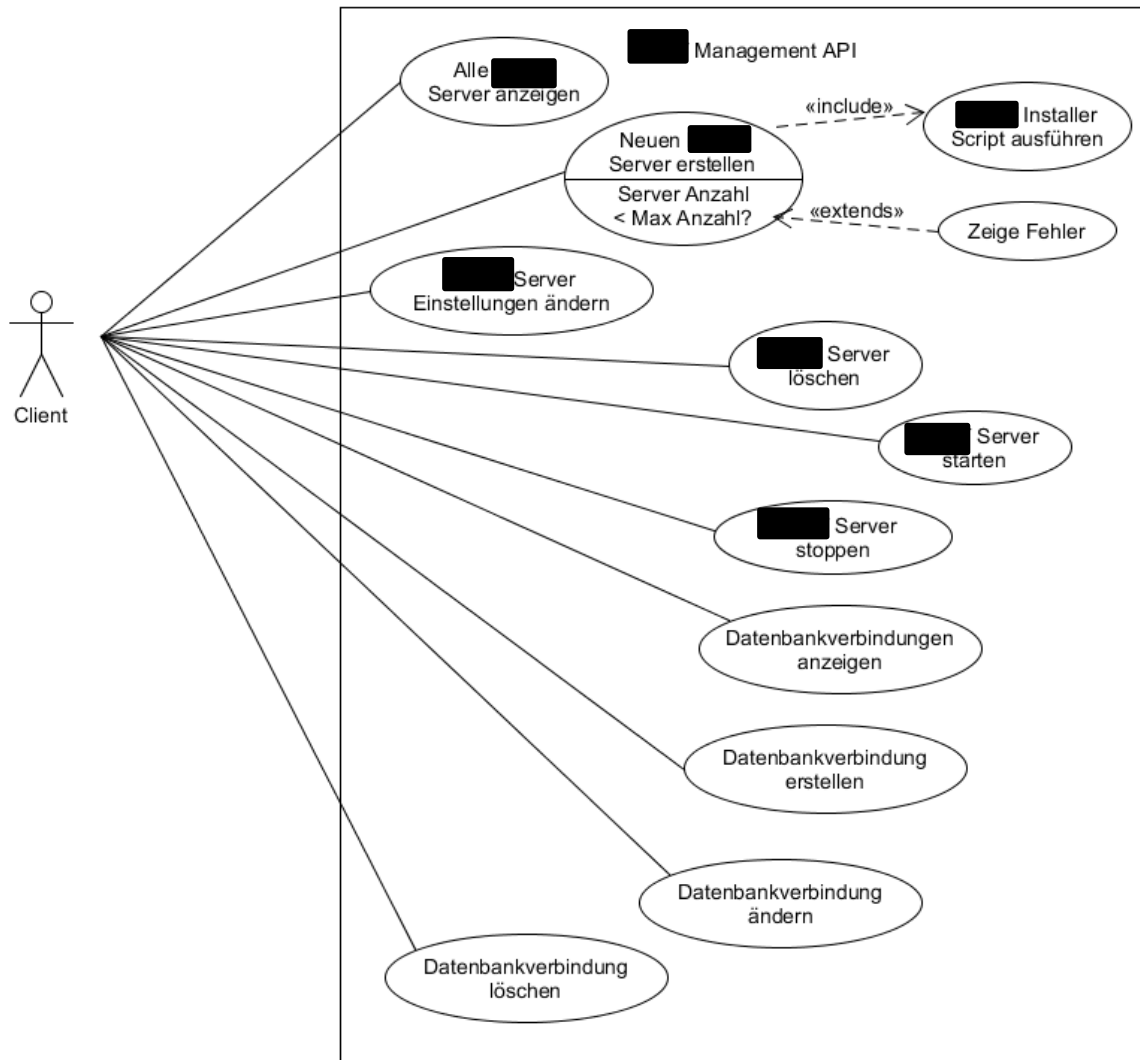 Management API
Alle
Server anzeigen
«include»
Installer
Script ausführen
Neuen
Server erstellen
Server Anzahl
< Max Anzahl?
«extends»
Zeige Fehler
Server
Einstellungen ändern
Client
Server
löschen
Server
starten
Server
stoppen
Datenbankverbindungen
anzeigen
Datenbankverbindung
erstellen
Datenbankverbindung
ändern
Datenbankverbindung
löschen